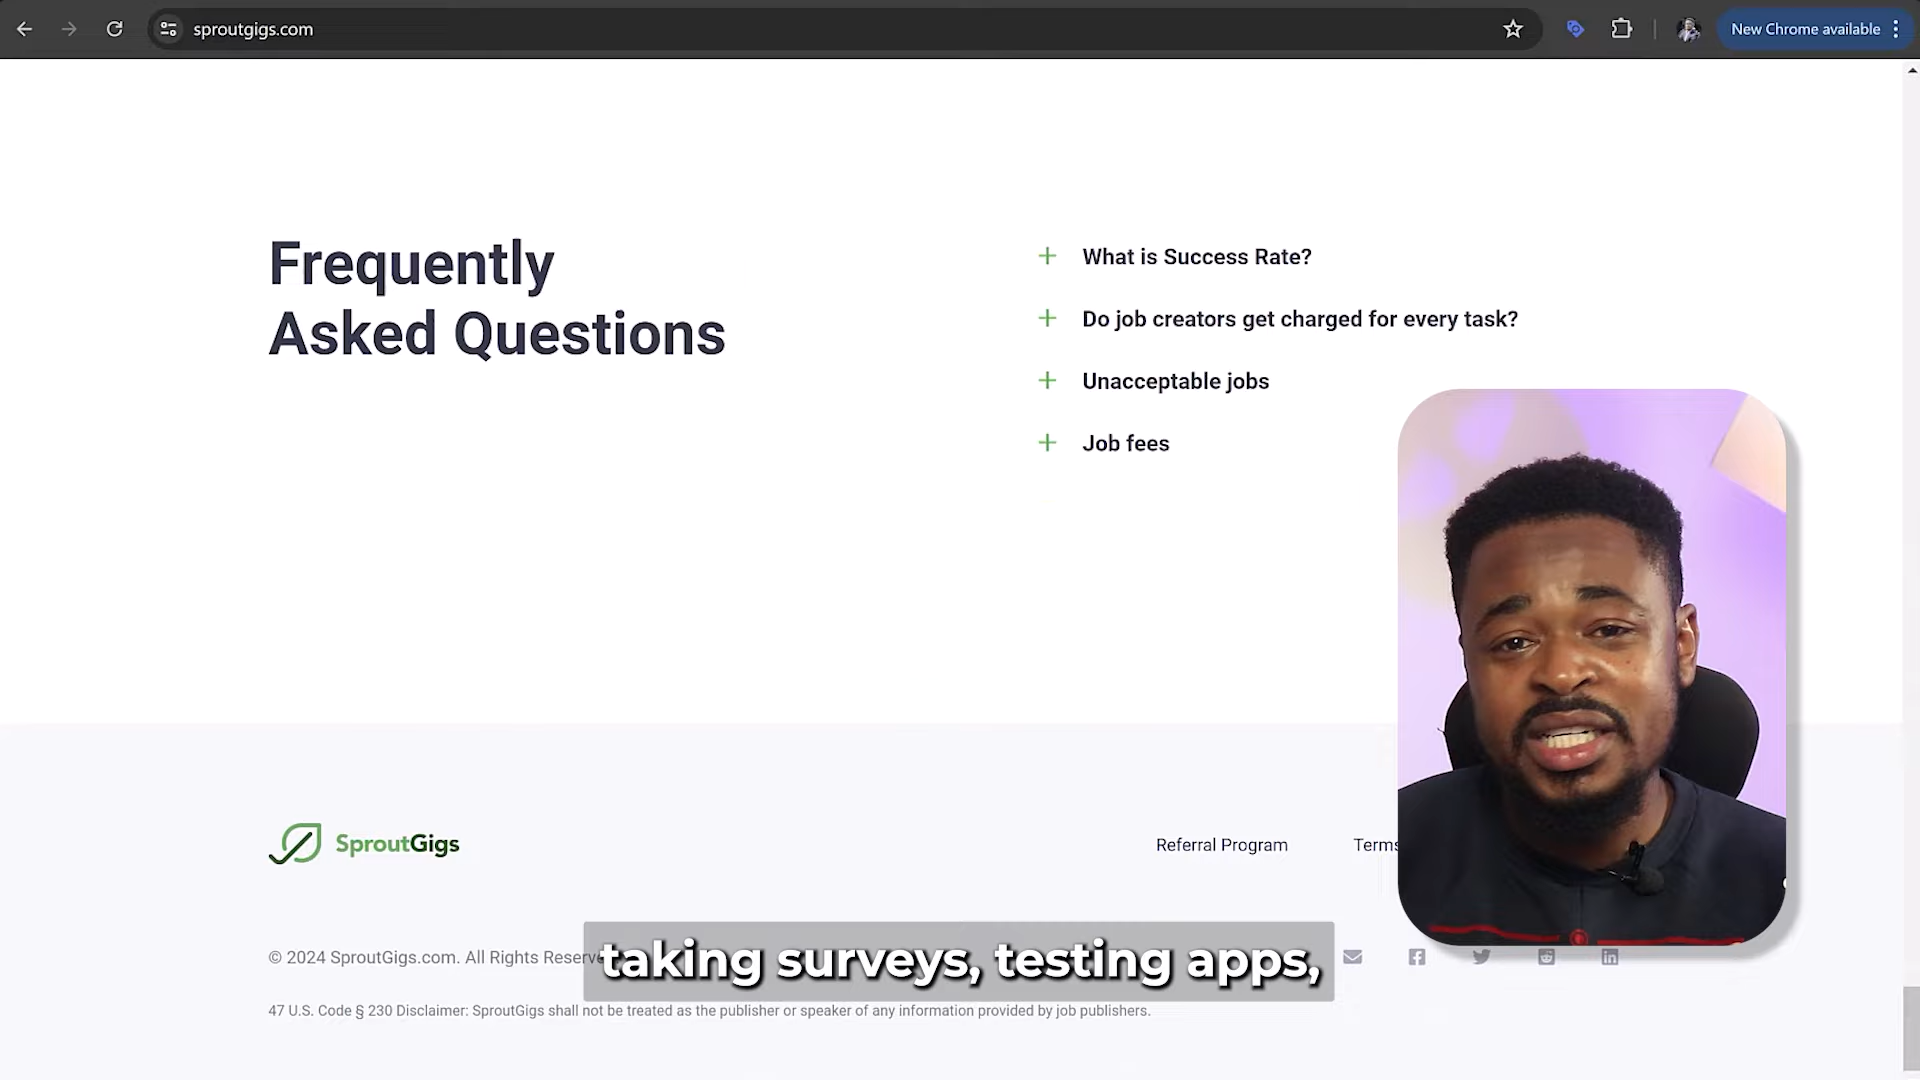 sproutgigs.com
New Chrome available
Frequently
Asked Questions
What is Success Rate?
Do job creators get charged for every task?
Unacceptable jobs
Job fees
SproutGigs
Referral Program
Terms
© 2024 SproutGigs.com. All Rights Reserve
taking surveys, testing apps,
47 U.S. Code § 230 Disclaimer: SproutGigs shall not be treated as the publisher or speaker of any information provided by job publishers.